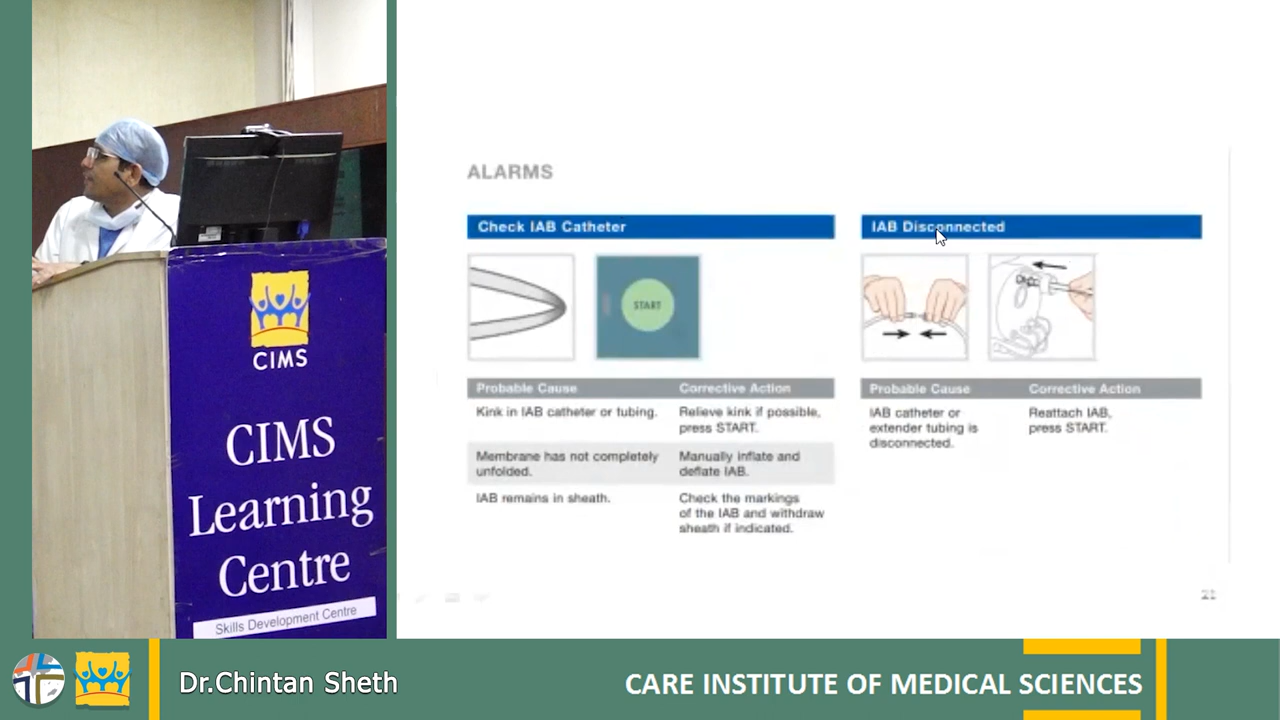 ALARMS
Check IAB Catheter
START
Probable Cause
Corrective Action
Kink in IAB catheter or tubing.
Relieve kink if possible,
press START.
Membrane has not completely
unfolded.
Manually inflate and
deflate IAB.
IAB remains in sheath.
Check the markings
of the IAB and withdraw
sheath if indicated.
IAB Disconnected
Probable Cause
Corrective Action
IAB catheter or
extender tubing is
disconnected.
Reattach IAB,
press START.
21
CIMS
CIMS
Learning
Centre
Skills Development Centre
Dr.Chintan Sheth
CARE INSTITUTE OF MEDICAL SCIENCES